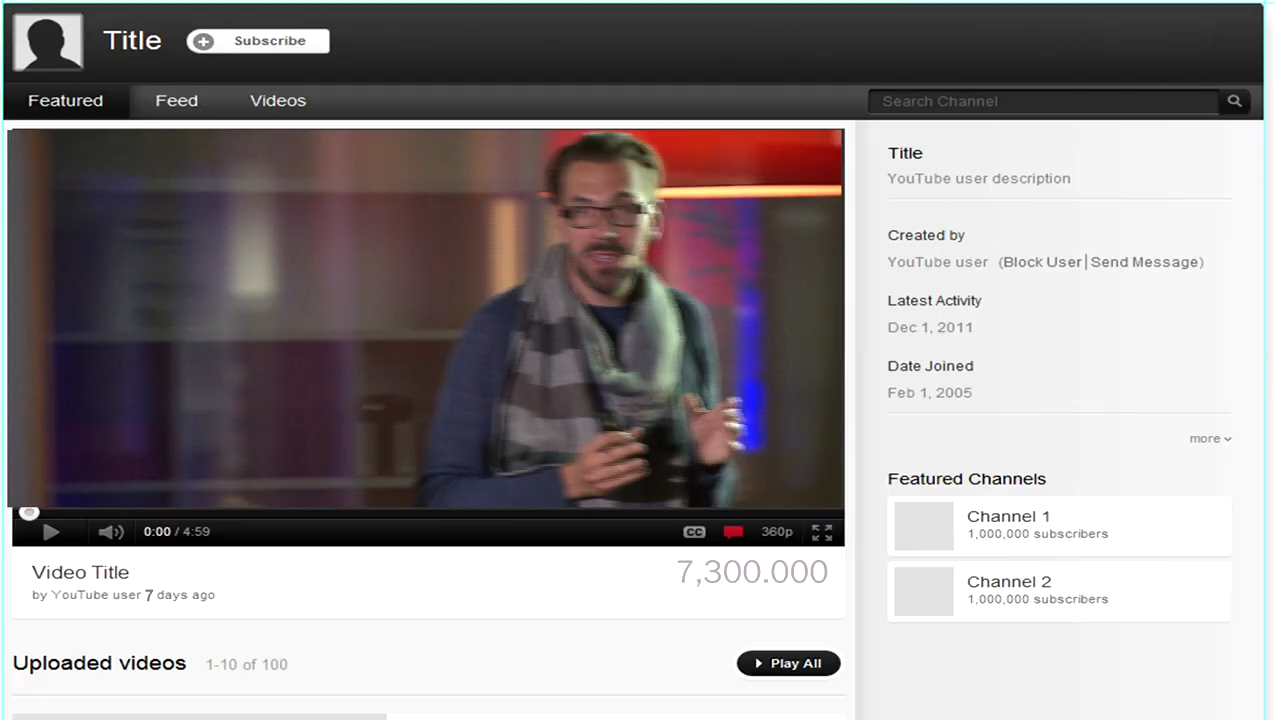 Title
Subscribe
Featured Feed Videos
Search Channel
Title
YouTube user description
Created by
YouTube user (Block User|Send Message)
Latest Activity
Dec 1, 2011
Date Joined
Feb 1, 2005
more
Featured Channels
Channel 1
1,000,000 subscribers
Channel 2
1,000,000 subscribers
0:00 / 4:59
CC
360p
Video Title
7,300.000
by YouTube user 7 days ago
Uploaded videos 1-10 of 100
Play All